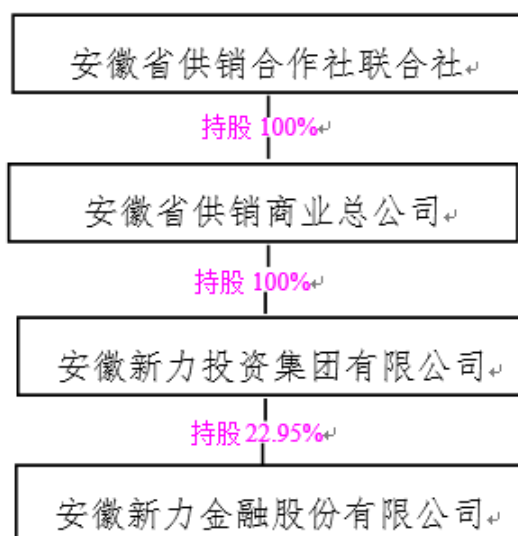 安徽省供销合作社联合社
持股 100%
安徽省供销商业总公司
持股 100%
安徽新力投资集团有限公司
持股 22.95%
安徽新力金融股份有限公司